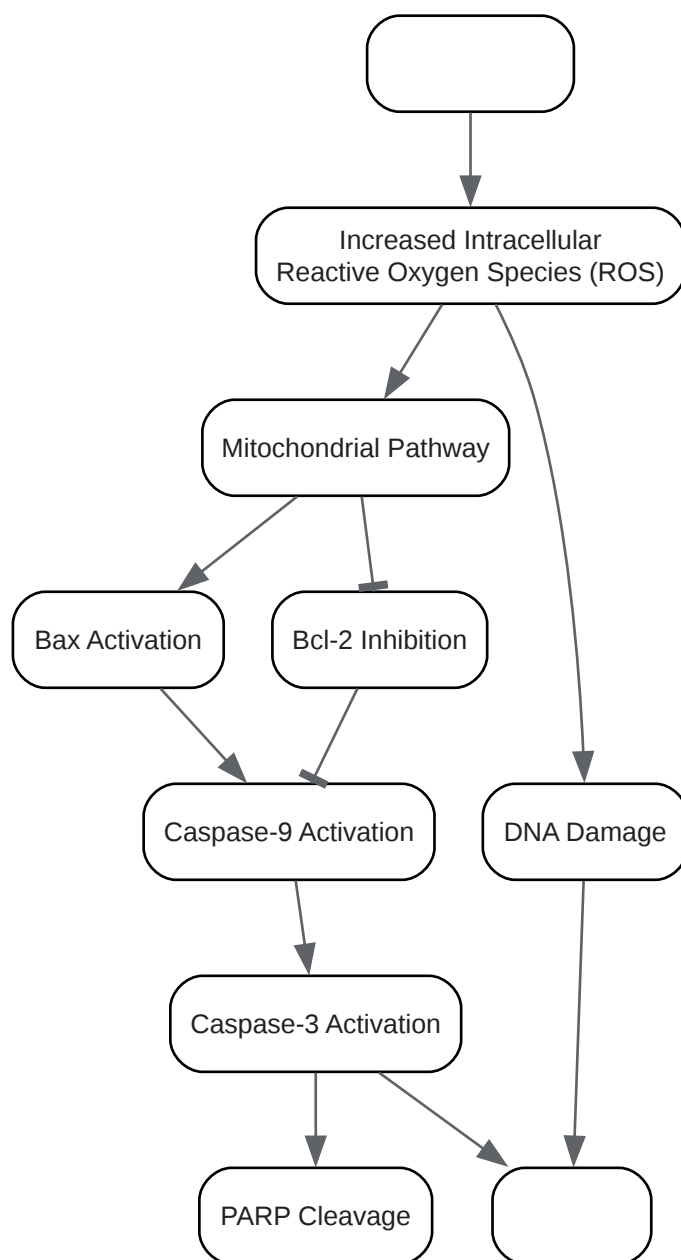 Increased Intracellular
Reactive Oxygen Species (ROS)
Mitochondrial Pathway
Bax Activation
Bcl-2 Inhibition
Caspase-9 Activation
DNA Damage
Caspase-3 Activation
PARP Cleavage